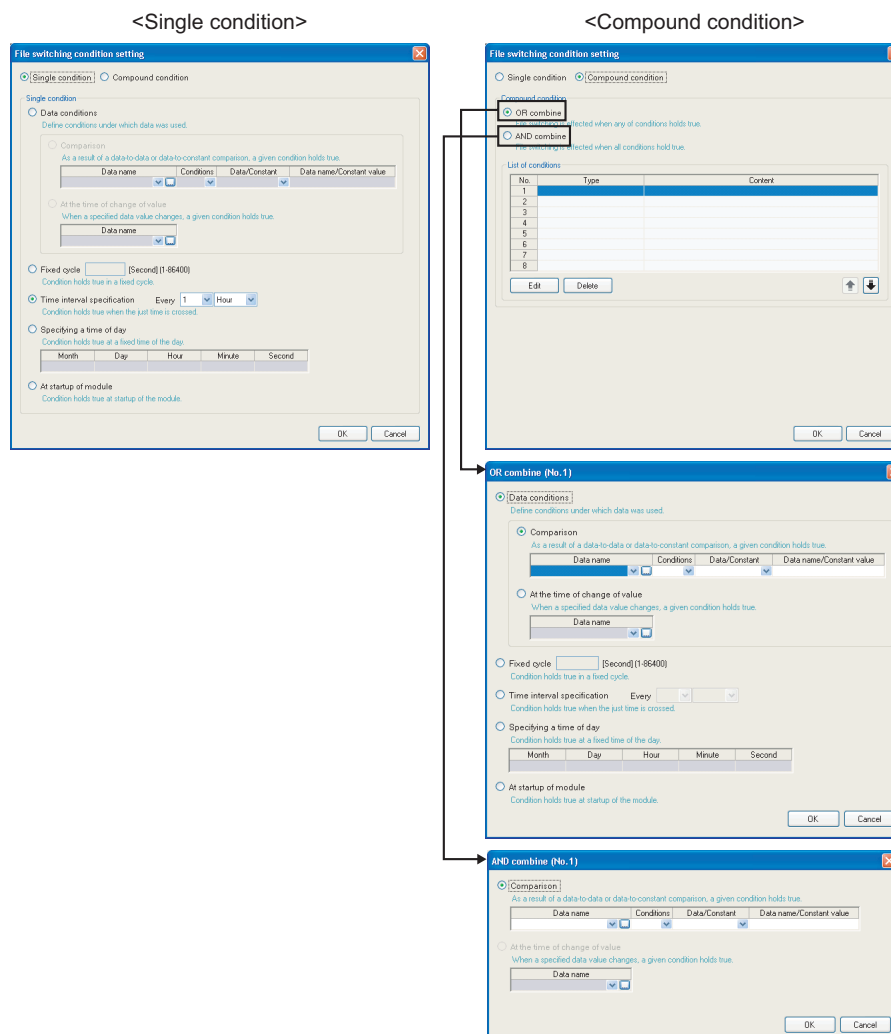 <Single condition>
File switching condition setting
Single condition Compound condition
Single condition
Data conditions
Define conditions under which data was used.
Comparison
As a result of a data-to-data or data-to-constant comparison, a given condition holds true.
Data name Conditions Data/Constant Data name/Constant value
At the time of change of value
When a specified data value changes, a given condition holds true.
Data name
Fixed cycle [Second] (1-86400)
Condition holds true in a fixed cycle.
Time interval specification Every 1 Hour
Condition holds true when the just time is crossed.
Specifying a time of day
Condition holds true at a fixed time of the day.
Month Day Hour Minute Second
At startup of module
Condition holds true at startup of the module.
OK Cancel
<Compound condition>
File switching condition setting
Single condition Compound condition
Compound condition
OR combine
File switching is effected when any of conditions holds true.
AND combine
File switching is effected when all conditions hold true.
List of conditions
No. Type Content
1
2
3
4
5
6
7
8
Edit Delete
OK Cancel
OR combine (No.1)
Data conditions
Define conditions under which data was used.
Comparison
As a result of a data-to-data or data-to-constant comparison, a given condition holds true.
Data name Conditions Data/Constant Data name/Constant value
At the time of change of value
When a specified data value changes, a given condition holds true.
Data name
Fixed cycle [Second] (1-86400)
Condition holds true in a fixed cycle.
Time interval specification Every
Condition holds true when the just time is crossed.
Specifying a time of day
Condition holds true at a fixed time of the day.
Month Day Hour Minute Second
At startup of module
Condition holds true at startup of the module.
OK Cancel
AND combine (No.1)
Comparison
As a result of a data-to-data or data-to-constant comparison, a given condition holds true.
Data name Conditions Data/Constant Data name/Constant value
At the time of change of value
When a specified data value changes, a given condition holds true.
Data name
OK Cancel